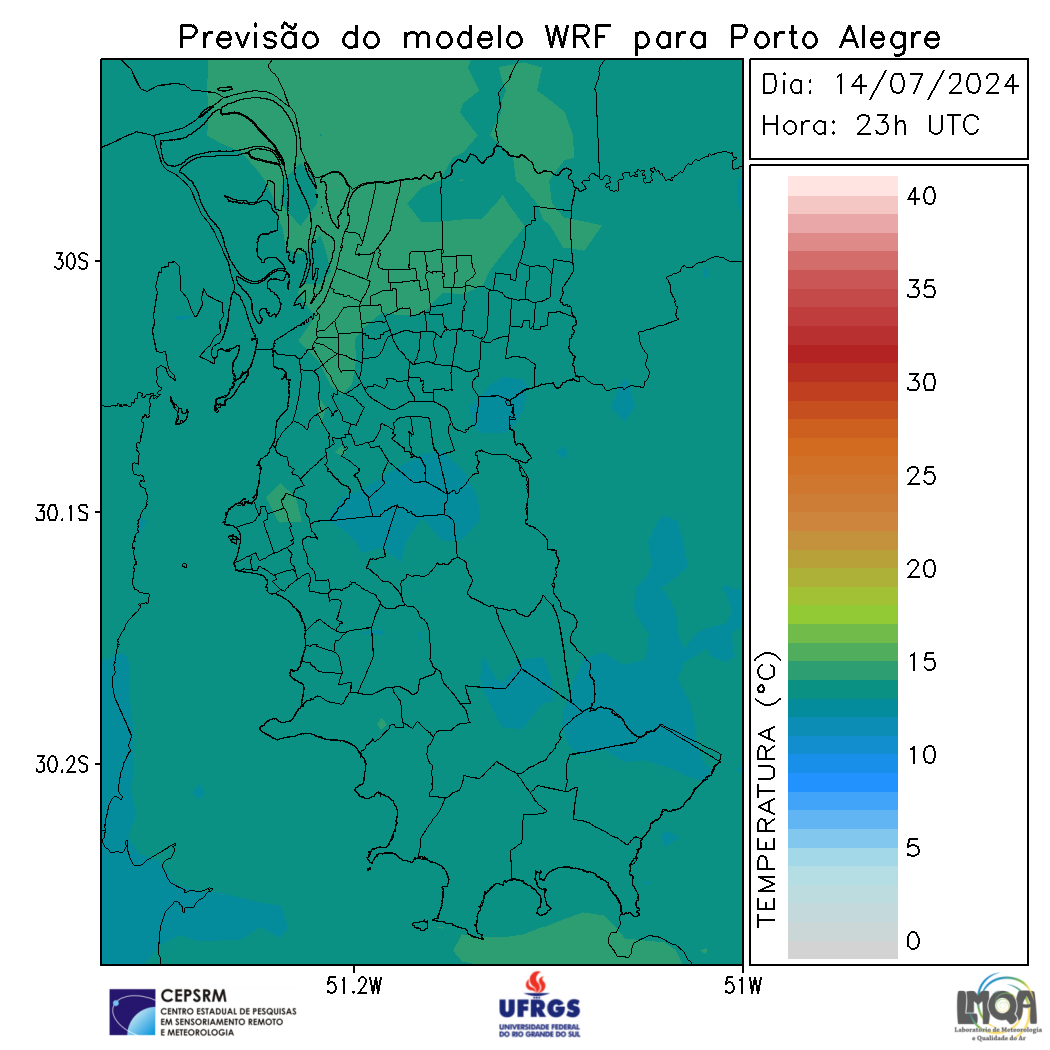 Previsão do modelo WRF para Porto Alegre
Dia: 14/07/2024
Hora: 23h UTC
40
35
30
25
20
15
10
5
0
TEMPERATURA (°C)
30S
30.1S
30.2S
51.2W
51W
CEPSRM
CENTRO ESTADUAL DE PESQUISAS
EM SENSORIAMENTO REMOTO
E METEOROLOGIA
UFRGS
UNIVERSIDADE FEDERAL
DO RIO GRANDE DO SUL
LMQA
Laboratório de Meteorologia
e Qualidade do Ar